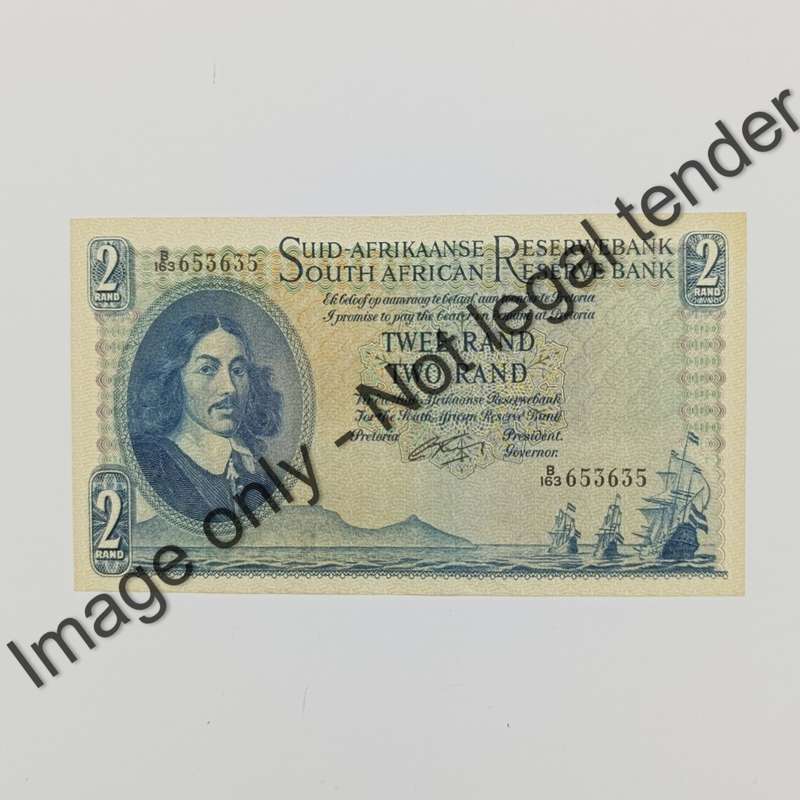 Image only - Not legal tender
2
RAND
B/163 653635
SUID-AFRIKAANSE RESERWEBANK
SOUTH AFRICAN RESERVE BANK
2
RAND
Ek beloof op aanvraag te betaal aan toonder te Pretoria
I promise to pay the bearer on demand at Pretoria
TWEE RAND
TWO RAND
Vir die Suid-Afrikaanse Reserwebank
For the South African Reserve Bank
Pretoria President.
Governor.
B/163 653635
2
RAND